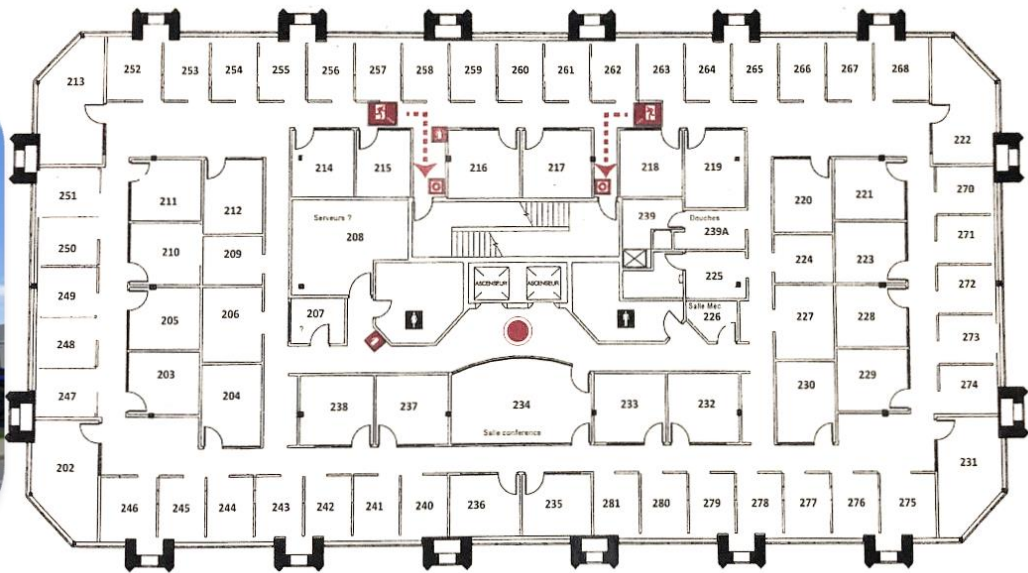 252 253 254 255 256 257 258 259 260 261 262 263 264 265 266 267 268
213
222
214 215 216 217 218 219
251 211 212 220 221 270
Serveurs ?
208
239 Douches
239A
250 210 209 224 223 271
225
249 272
ASCENSEUR ASCENSEUR
207
?
Salle Mec
226
205 206 227 228
248 273
247 203 204 230 229 274
238 237 234 233 232
Salle conference
202 231
246 245 244 243 242 241 240 236 235 281 280 279 278 277 276 275